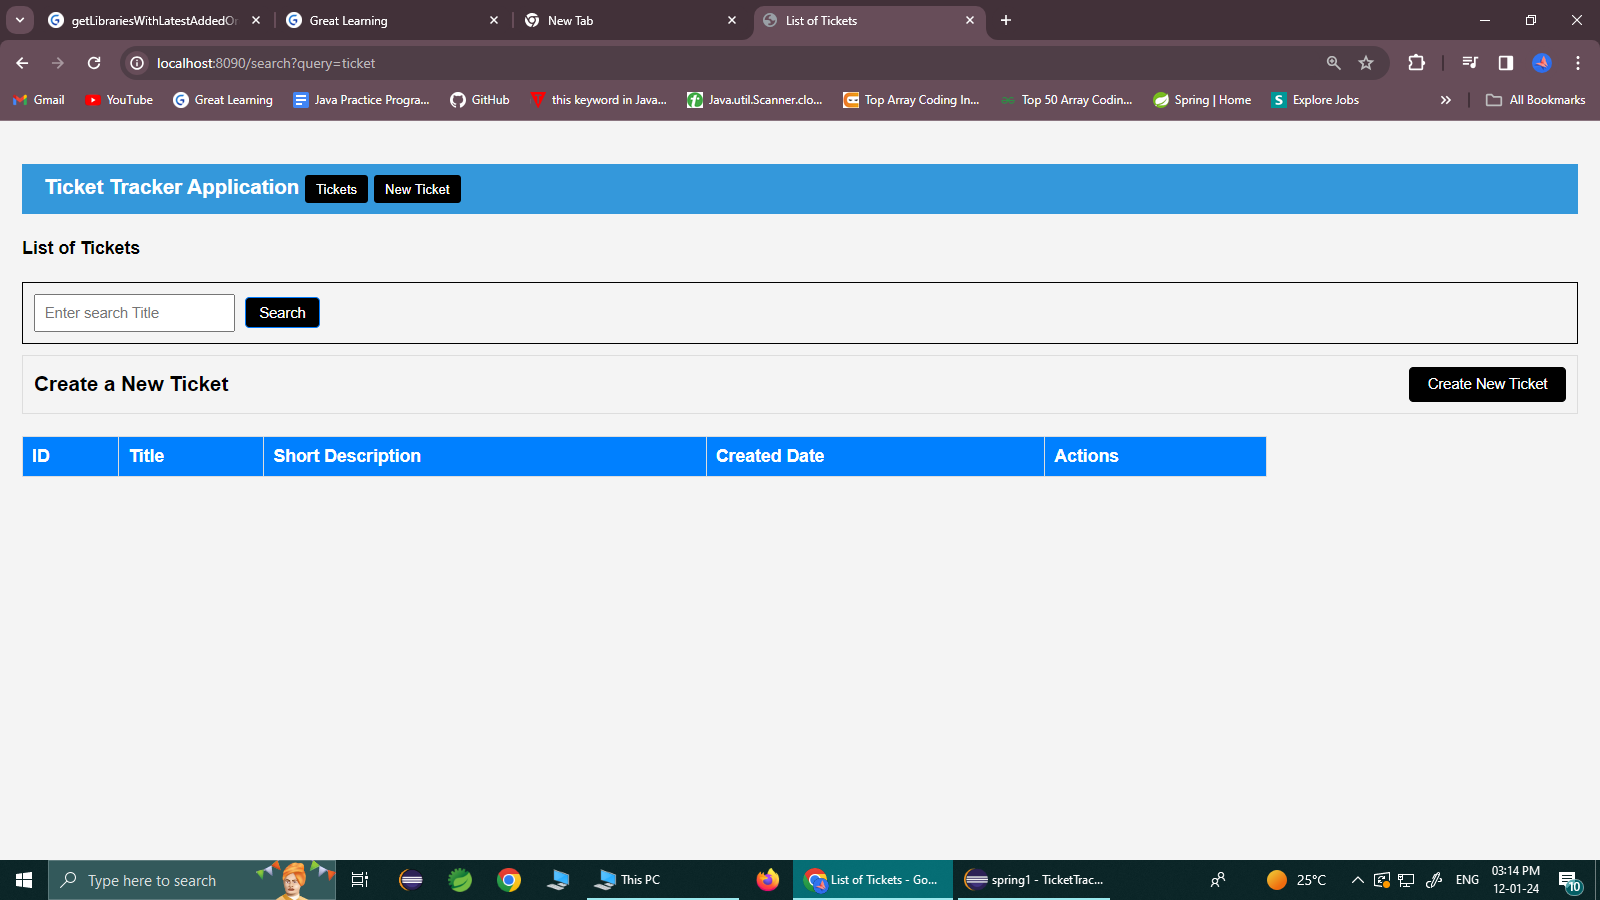 getLibrariesWithLatestAddedOr
Great Learning
New Tab
List of Tickets
localhost:8090/search?query=ticket
Gmail
YouTube
Great Learning
Java Practice Progra...
GitHub
this keyword in Java...
Java.util.Scanner.clo...
Top Array Coding In...
Top 50 Array Codin...
Spring | Home
Explore Jobs
All Bookmarks
Ticket Tracker Application
Tickets
New Ticket
List of Tickets
Enter search Title
Search
Create a New Ticket
Create New Ticket
ID
Title
Short Description
Created Date
Actions
Type here to search
This PC
List of Tickets - Go...
spring1 - TicketTrac...
25°C
ENG
03:14 PM
12-01-24
10